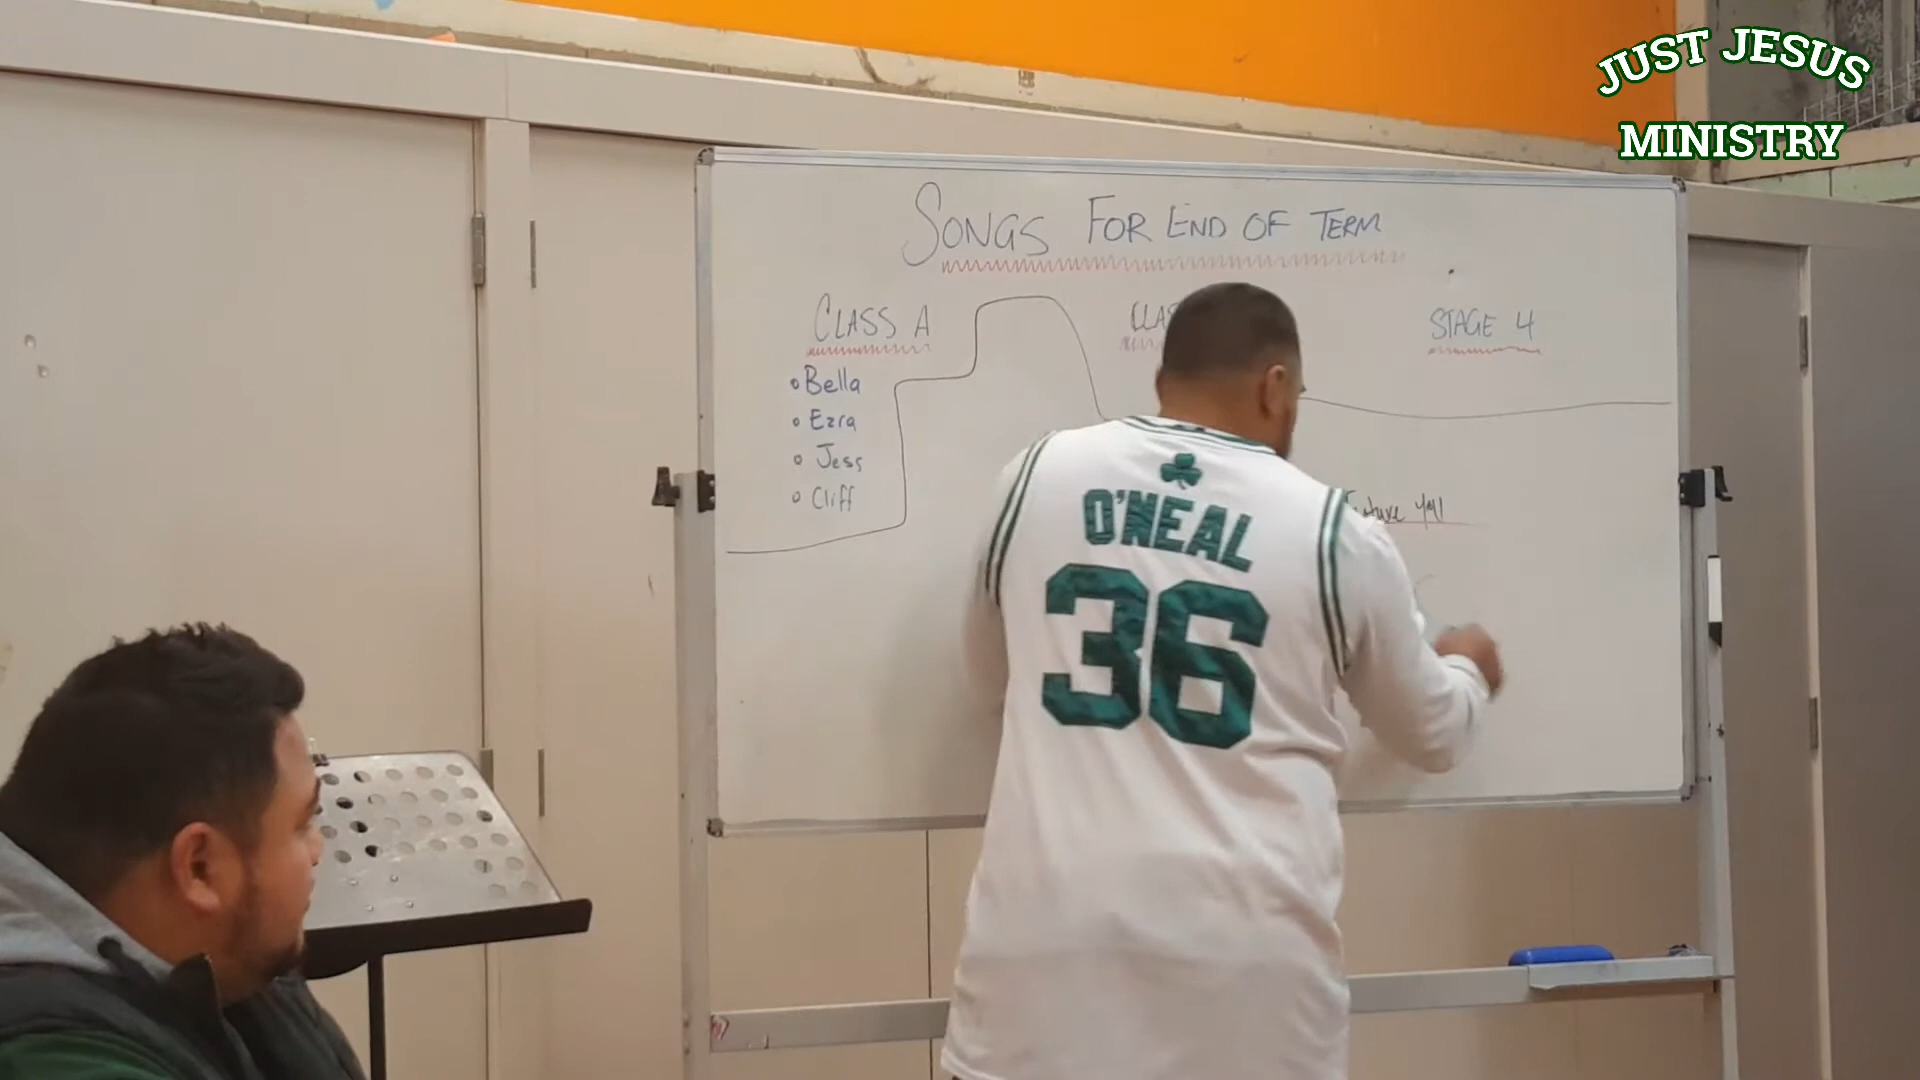 JUST JESUS
MINISTRY
SONGS FOR END OF TERM
CLASS A
STAGE 4
Bella
Ezra
Jess
Cliff
O'NEAL
36